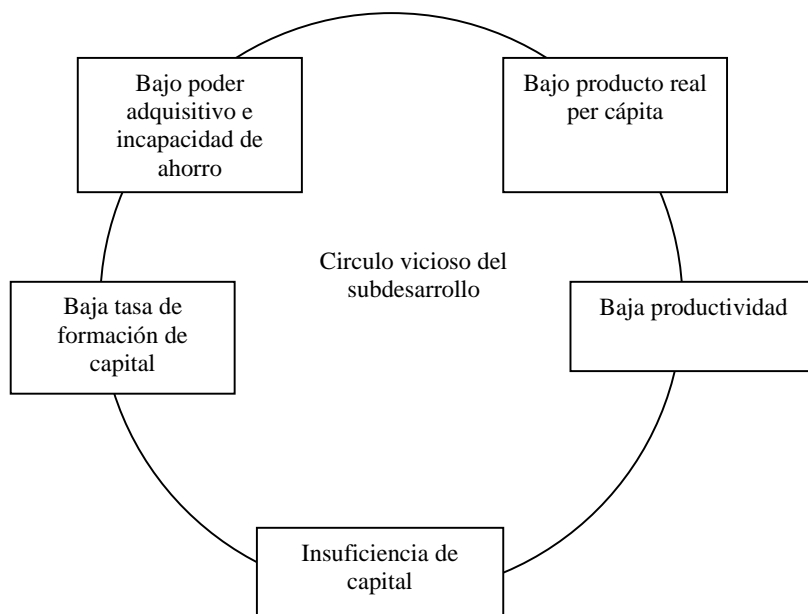 Bajo poder
adquisitivo e
incapacidad de
ahorro
Bajo producto real
per cápita
Circulo vicioso del
subdesarrollo
Baja tasa de
formación de
capital
Baja productividad
Insuficiencia de
capital